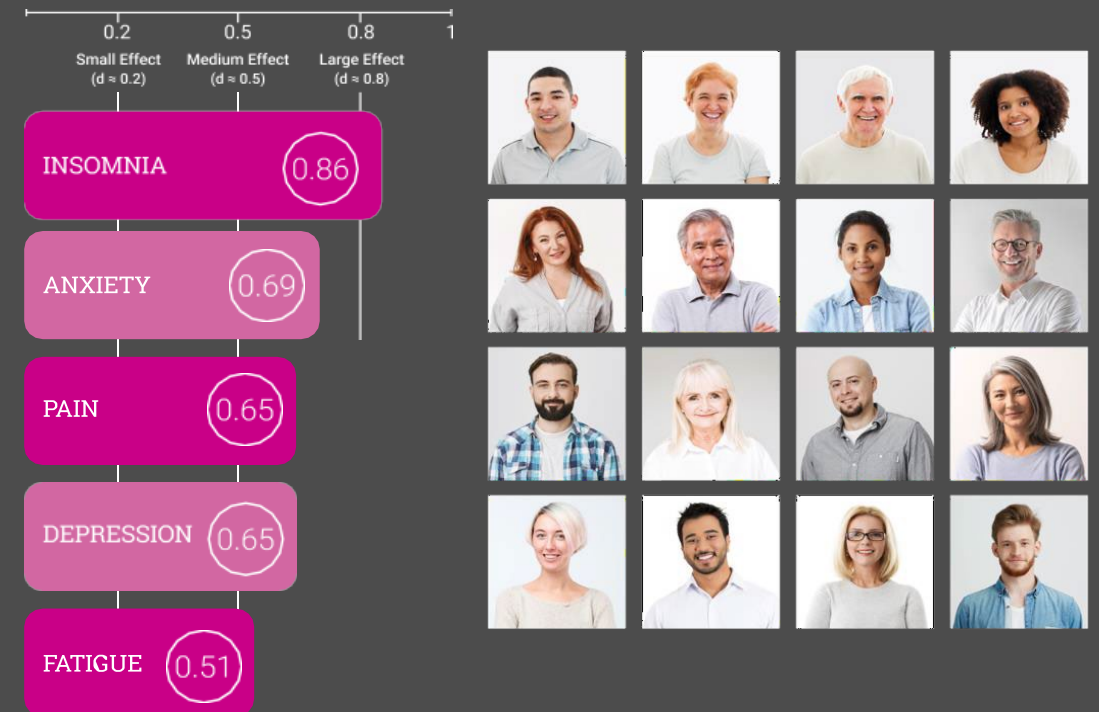 0.2 0.5 0.8 1
Small Effect Medium Effect Large Effect
(d ≈ 0.2) (d ≈ 0.5) (d ≈ 0.8)
INSOMNIA 0.86
ANXIETY 0.69
PAIN 0.65
DEPRESSION 0.65
FATIGUE 0.51